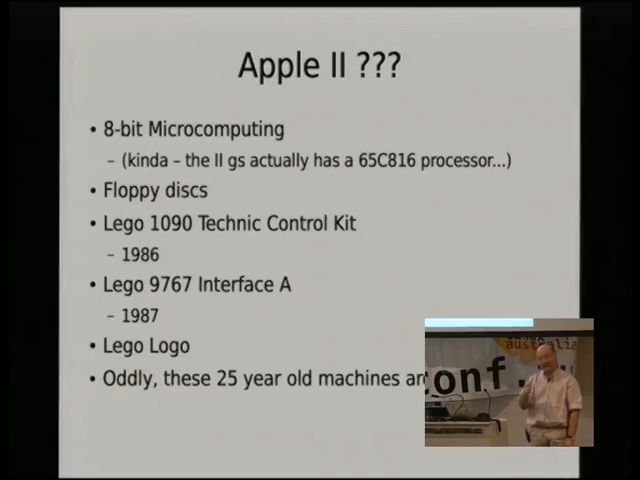 Apple II ???
• 8-bit Microcomputing
– (kinda – the II gs actually has a 65C816 processor...)
• Floppy discs
• Lego 1090 Technic Control Kit
– 1986
• Lego 9767 Interface A
– 1987
• Lego Logo
• Oddly, these 25 year old machines
australia
conf.